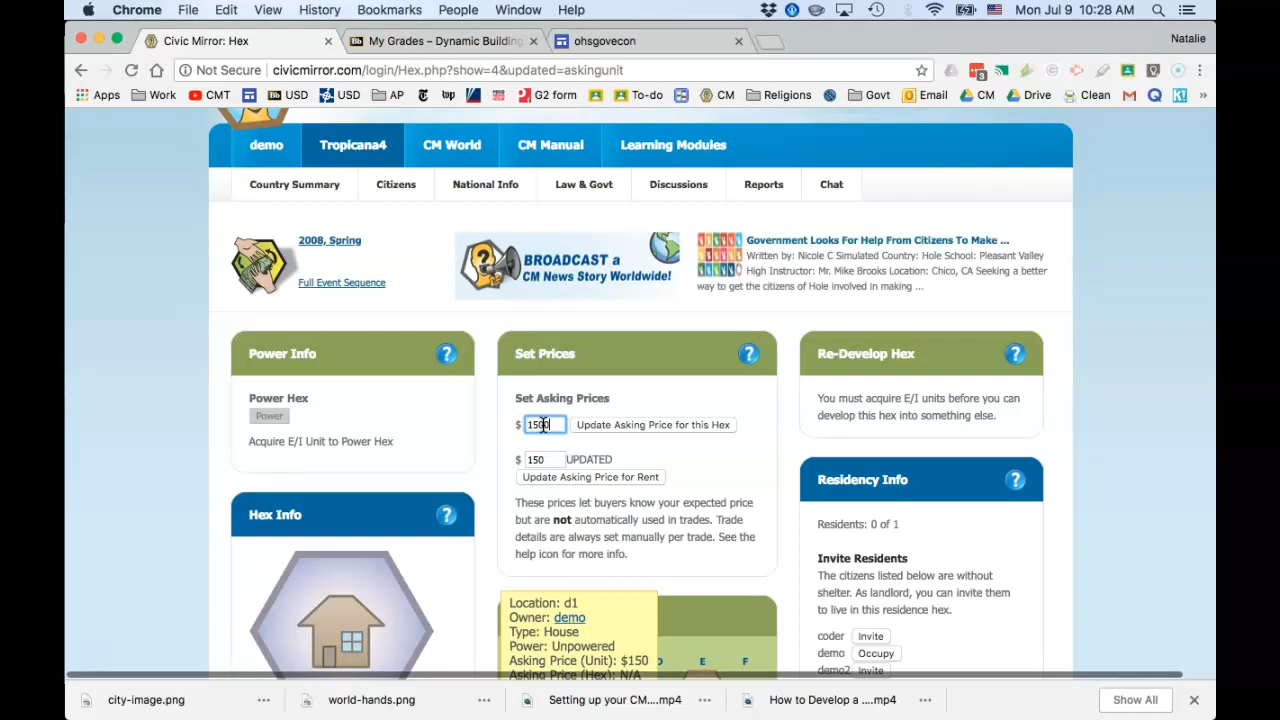 Chrome File Edit View History Bookmarks People Window Help Mon Jul 9 10:28 AM
Civic Mirror: Hex My Grades – Dynamic Building ohsgovecon Natalie
Not Secure civicmirror.com/login/Hex.php?show=4&updated=askingunit
Apps Work CMT USD USD AP G2 form To-do CM Religions Govt Email CM Drive Clean
demo Tropicana4 CM World CM Manual Learning Modules
Country Summary Citizens National Info Law & Govt Discussions Reports Chat
2008, Spring
Full Event Sequence
BROADCAST a
CM News Story Worldwide!
Government Looks For Help From Citizens To Make ...
Written by: Nicole C Simulated Country: Hole School: Pleasant Valley
High Instructor: Mr. Mike Brooks Location: Chico, CA Seeking a better
way to get the citizens of Hole involved in making ...
Power Info
Power Hex
Power
Acquire E/I Unit to Power Hex
Hex Info
Set Prices
Set Asking Prices
$ 1500 Update Asking Price for this Hex
$ 150 UPDATED
Update Asking Price for Rent
These prices let buyers know your expected price
but are not automatically used in trades. Trade
details are always set manually per trade. See the
help icon for more info.
Location: d1
Owner: demo
Type: House
Power: Unpowered
Asking Price (Unit): $150
Asking Price (Hex): N/A
D E F
Re-Develop Hex
You must acquire E/I units before you can
develop this hex into something else.
Residency Info
Residents: 0 of 1
Invite Residents
The citizens listed below are without
shelter. As landlord, you can invite them
to live in this residence hex.
coder Invite
demo Occupy
demo2 Invite
city-image.png world-hands.png Setting up your CM....mp4 How to Develop a ....mp4 Show All